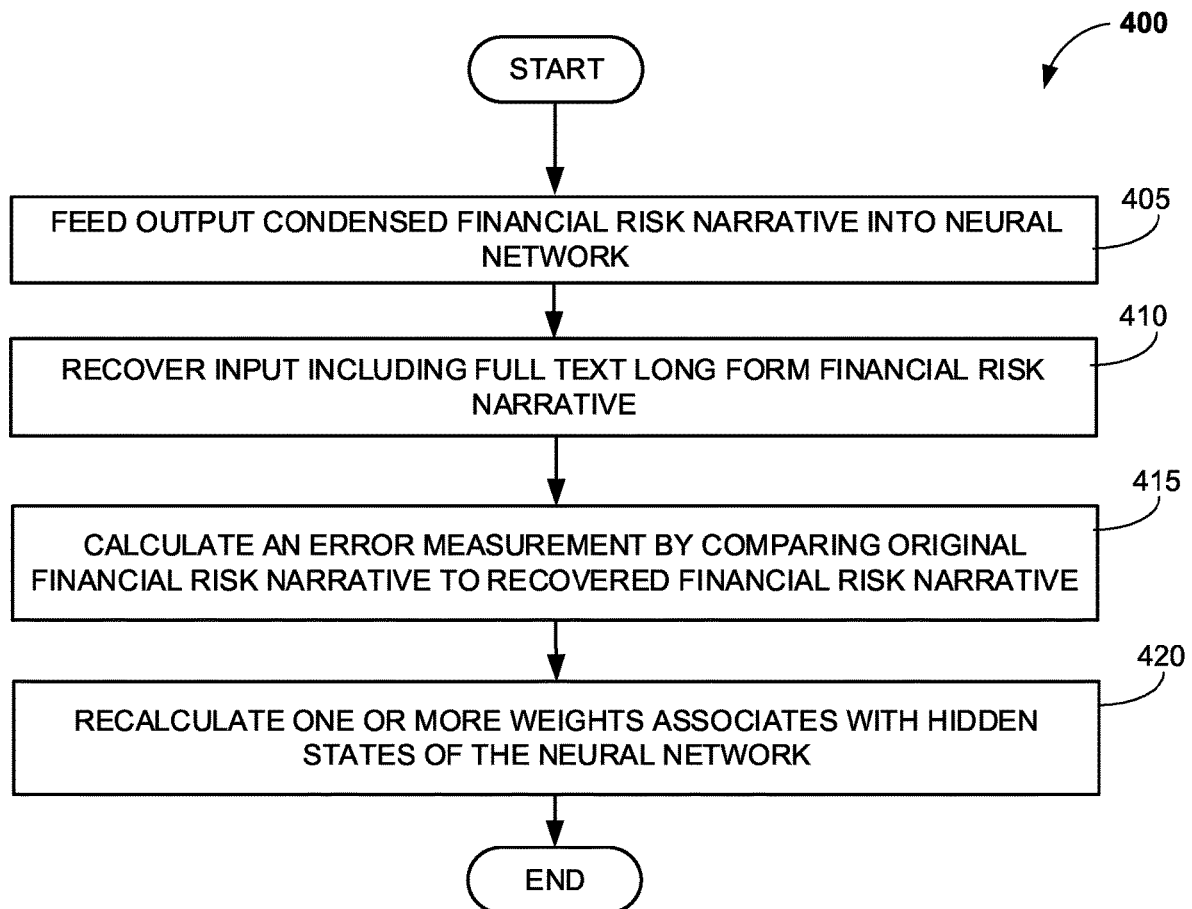 400
START
405
FEED OUTPUT CONDENSED FINANCIAL RISK NARRATIVE INTO NEURAL
NETWORK
410
RECOVER INPUT INCLUDING FULL TEXT LONG FORM FINANCIAL RISK
NARRATIVE
415
CALCULATE AN ERROR MEASUREMENT BY COMPARING ORIGINAL
FINANCIAL RISK NARRATIVE TO RECOVERED FINANCIAL RISK NARRATIVE
420
RECALCULATE ONE OR MORE WEIGHTS ASSOCIATES WITH HIDDEN
STATES OF THE NEURAL NETWORK
END